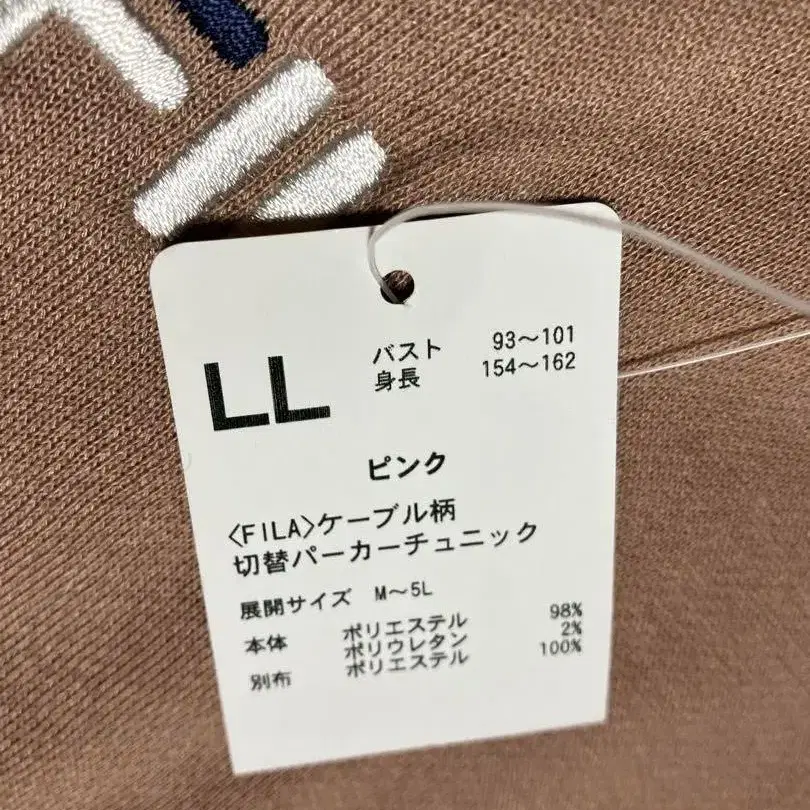 LL
バスト 93〜101
身長 154〜162
ピンク
〈FILA〉ケーブル柄
切替パーカーチュニック
展開サイズ M〜5L
本体 ポリエステル 98%
ポリウレタン 2%
別布 ポリエステル 100%